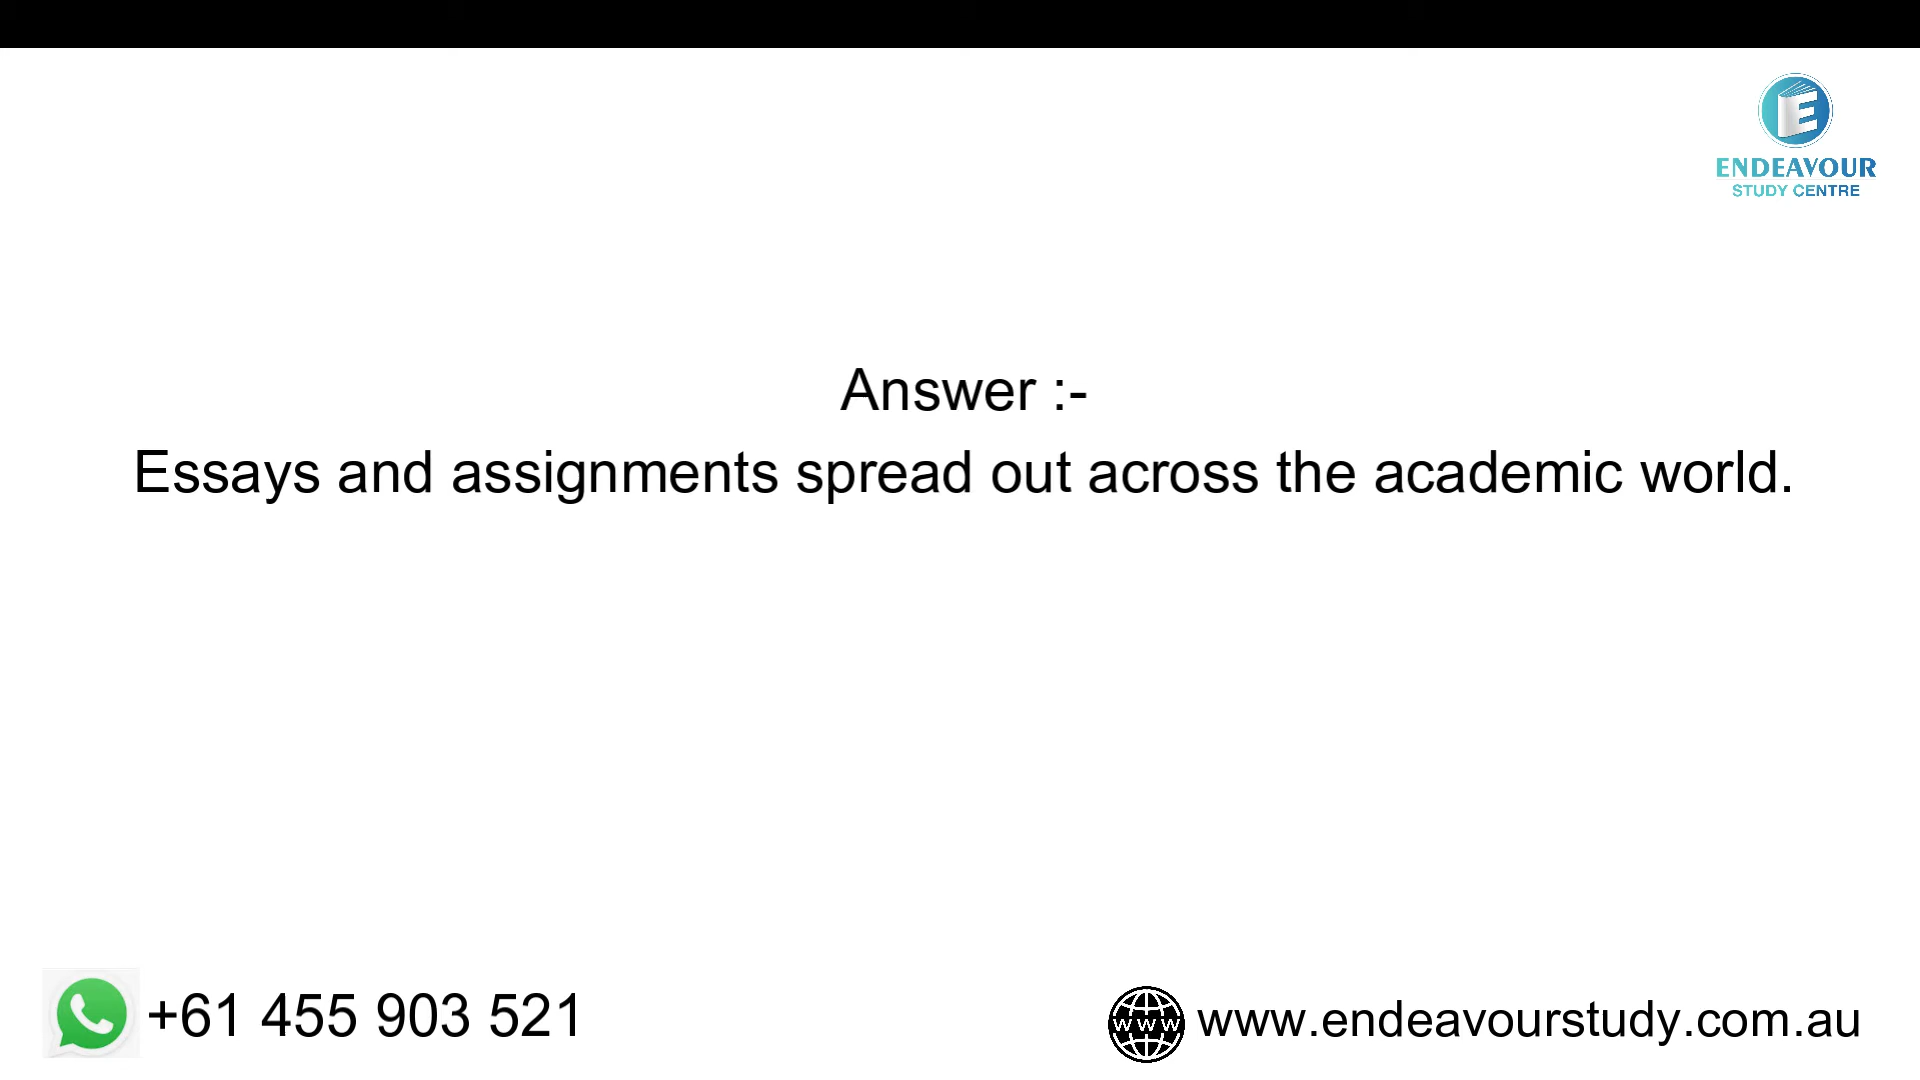 ENDEAVOUR
STUDY CENTRE
Answer :-
Essays and assignments spread out across the academic world.
+61 455 903 521
www www.endeavourstudy.com.au